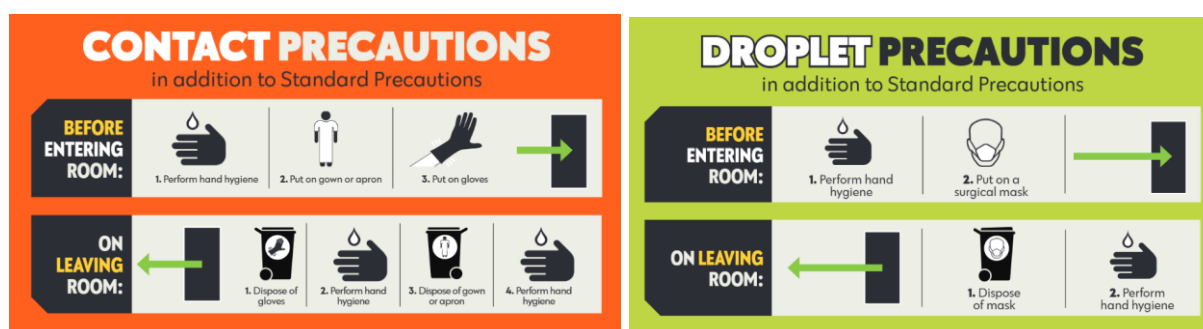 CONTACT PRECAUTIONS
in addition to Standard Precautions
BEFORE
ENTERING
ROOM:
1. Perform hand hygiene
2. Put on gown or apron
3. Put on gloves
ON
LEAVING
ROOM:
1. Dispose of
gloves
2. Perform hand
hygiene
3. Dispose of gown
or apron
4. Perform hand
hygiene
DROPLET PRECAUTIONS
in addition to Standard Precautions
BEFORE
ENTERING
ROOM:
1. Perform hand
hygiene
2. Put on a
surgical mask
ON LEAVING
ROOM:
1. Dispose
of mask
2. Perform
hand hygiene